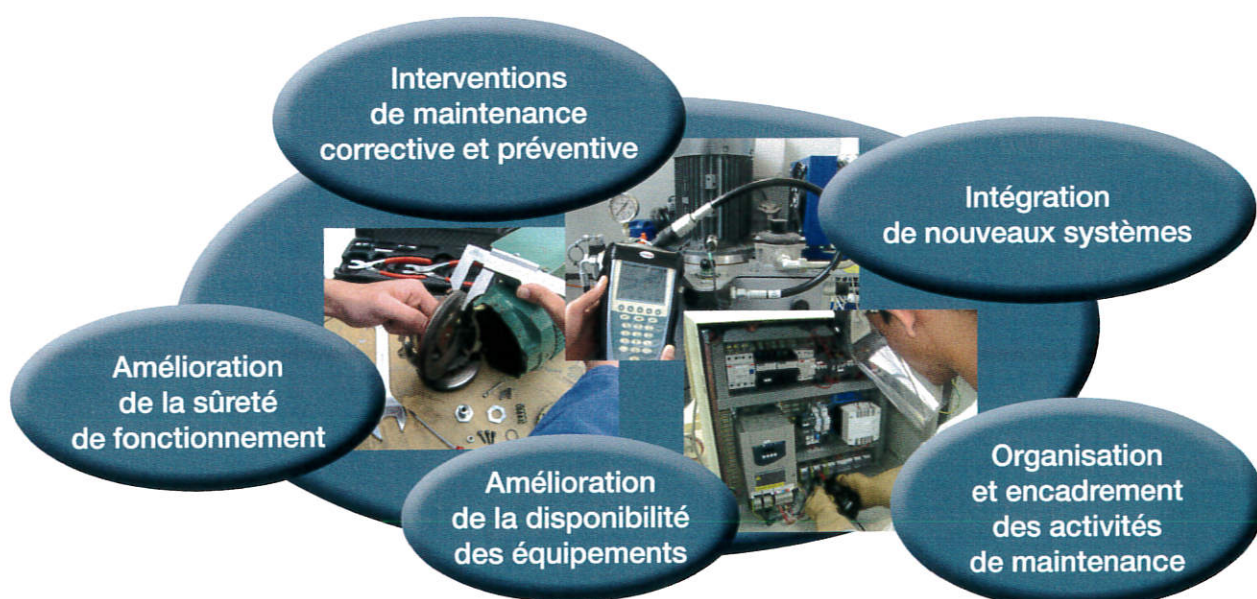 Interventions
de maintenance
corrective et préventive
Intégration
de nouveaux systèmes
Amélioration
de la sûreté
de fonctionnement
Amélioration
de la disponibilité
des équipements
Organisation
et encadrement
des activités
de maintenance